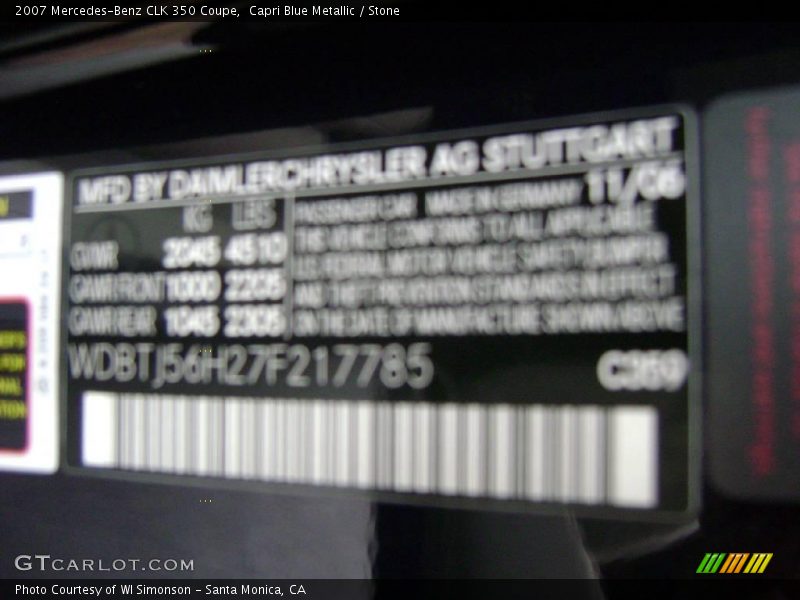 2007 Mercedes-Benz CLK 350 Coupe,  Capri Blue Metallic / Stone
MFD BY DAIMLERCHRYSLER AG STUTTGART
KG LBS
PASSENGER CAR MADE IN GERMANY 11/06
GVWR 2045 4510
THE VEHICLE CONFORMS TO ALL APPLICABLE
U.S. FEDERAL MOTOR VEHICLE SAFETY BUMPER
GAWR FRONT 1000 2205
AND THEFT PREVENTION STANDARDS IN EFFECT
GAWR REAR 1045 2305
ON THE DATE OF MANUFACTURE SHOWN ABOVE
WDBTJ56H27F217785
C369
GTCARLOT.COM
Photo Courtesy of WI Simonson - Santa Monica, CA